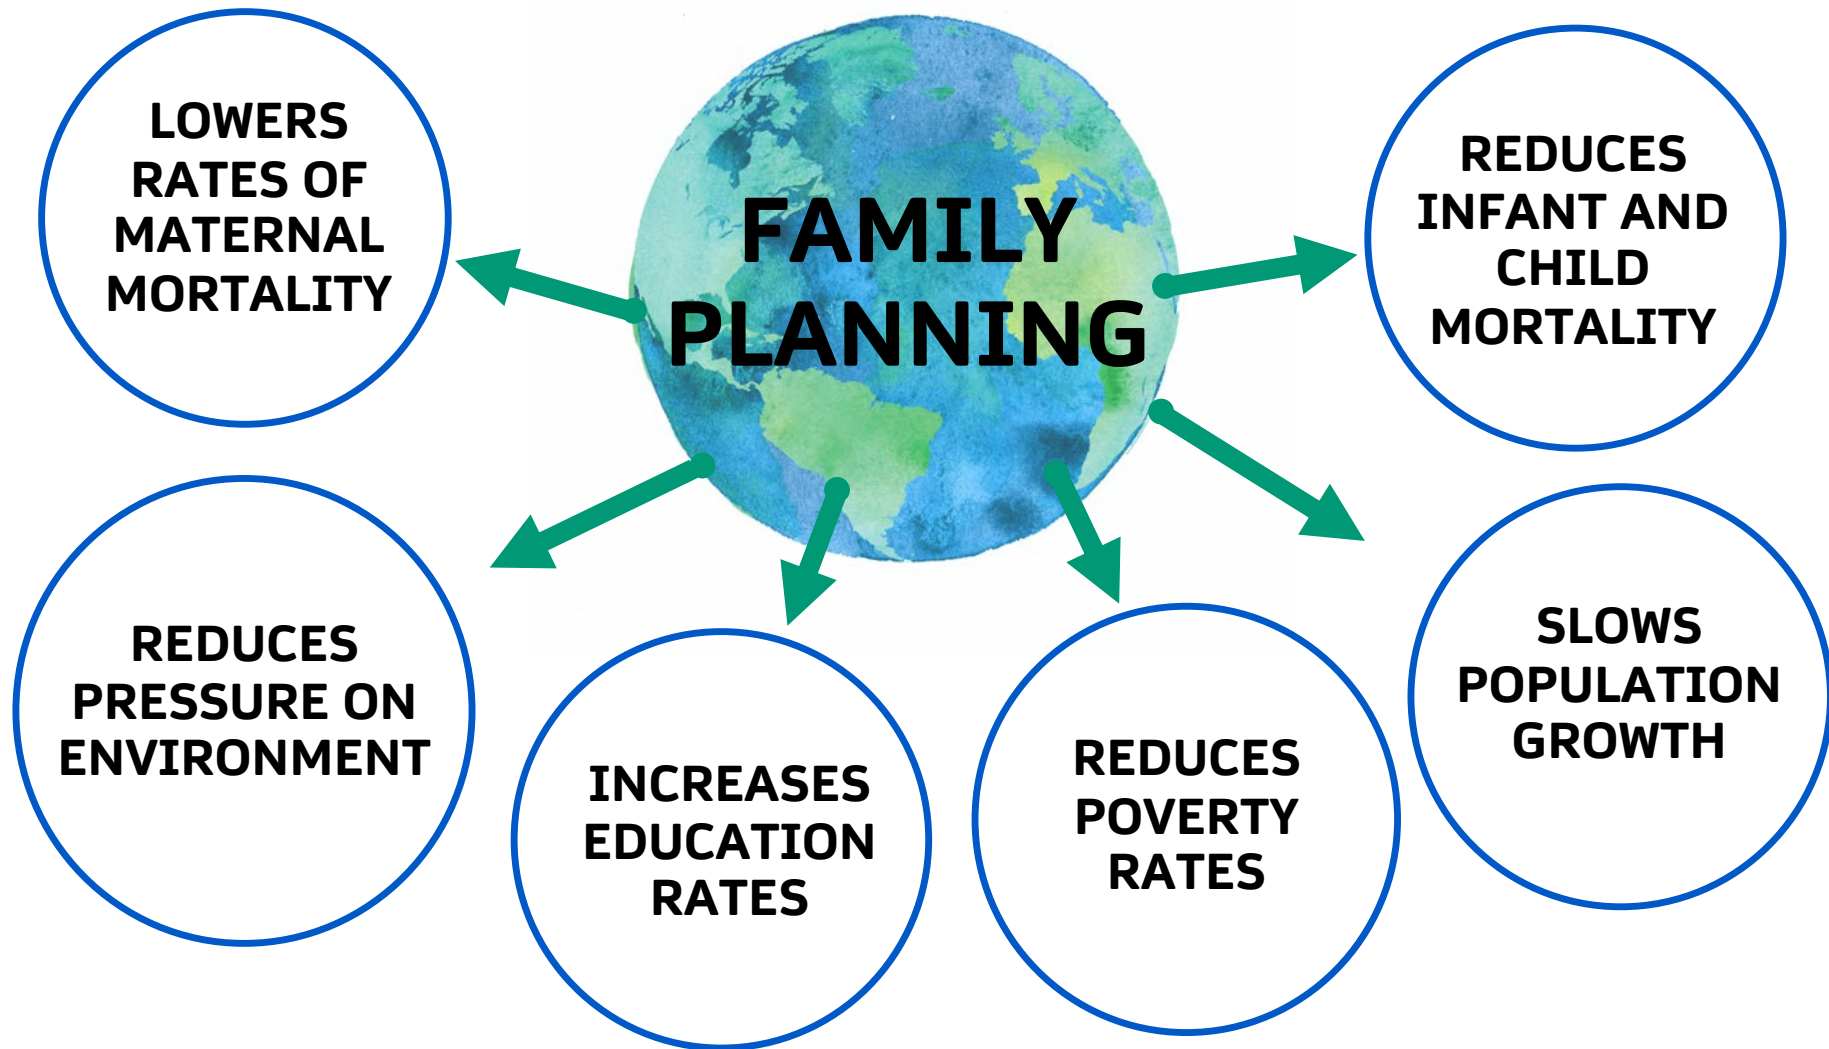 FAMILY
PLANNING
LOWERS
RATES OF
MATERNAL
MORTALITY
REDUCES
INFANT AND
CHILD
MORTALITY
REDUCES
PRESSURE ON
ENVIRONMENT
INCREASES
EDUCATION
RATES
REDUCES
POVERTY
RATES
SLOWS
POPULATION
GROWTH